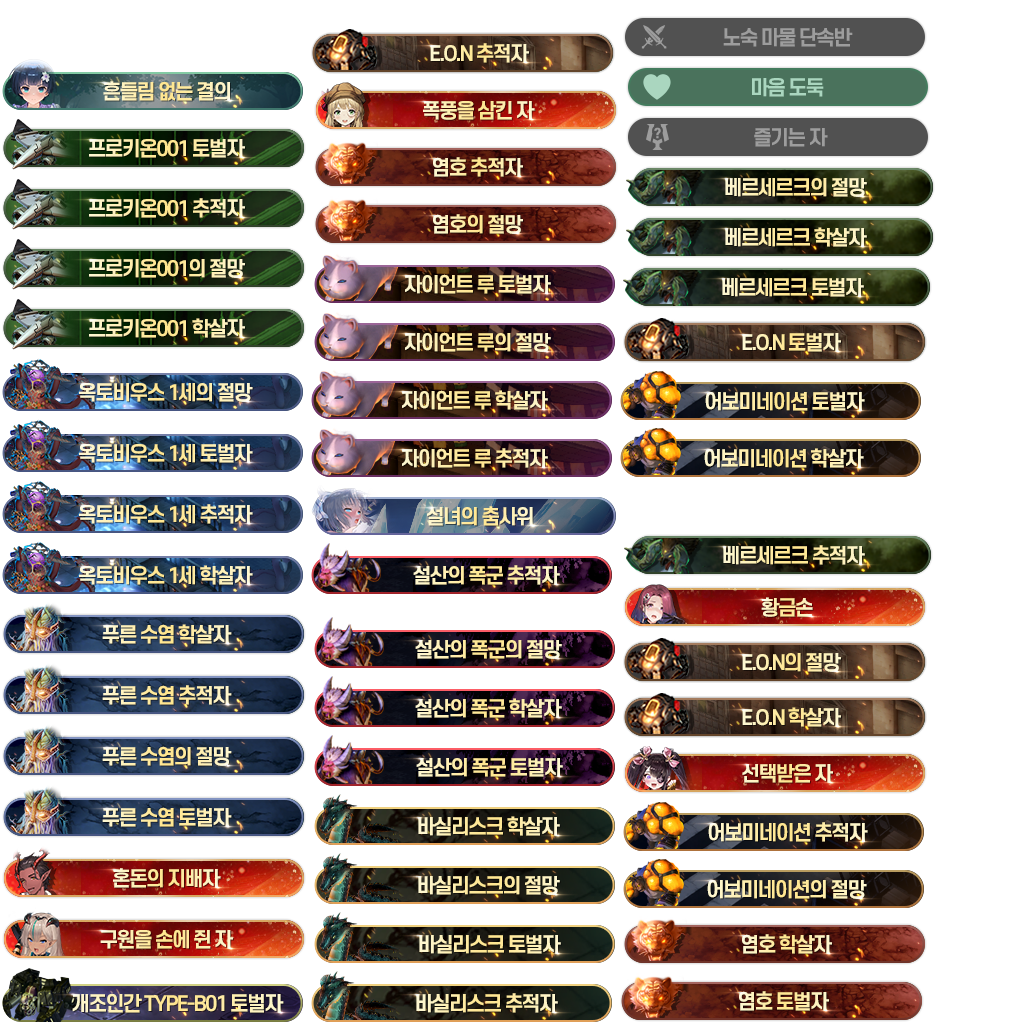 흔들림 없는 결의
프로키온001 토벌자
프로키온001 추적자
프로키온001의 절망
프로키온001 학살자
옥토비우스 1세의 절망
옥토비우스 1세 토벌자
옥토비우스 1세 추적자
옥토비우스 1세 학살자
푸른 수염 학살자
푸른 수염 추적자
푸른 수염의 절망
푸른 수염 토벌자
혼돈의 지배자
구원을 손에 쥔 자
개조인간 TYPE-B01 토벌자
E.O.N 추적자
폭풍을 삼킨 자
염호 추적자
염호의 절망
자이언트 루 토벌자
자이언트 루의 절망
자이언트 루 학살자
자이언트 루 추적자
설녀의 춤사위
설산의 폭군 추적자
설산의 폭군의 절망
설산의 폭군 학살자
설산의 폭군 토벌자
바실리스크 학살자
바실리스크의 절망
바실리스크 토벌자
바실리스크 추적자
노숙 미물 단속반
마음 도둑
즐기는 자
베르세르크의 절망
베르세르크 학살자
베르세르크 토벌자
E.O.N 토벌자
어보미네이션 토벌자
어보미네이션 학살자
베르세르크 추적자
황금손
E.O.N의 절망
E.O.N 학살자
선택받은 자
어보미네이션 추적자
어보미네이션의 절망
염호 학살자
염호 토벌자